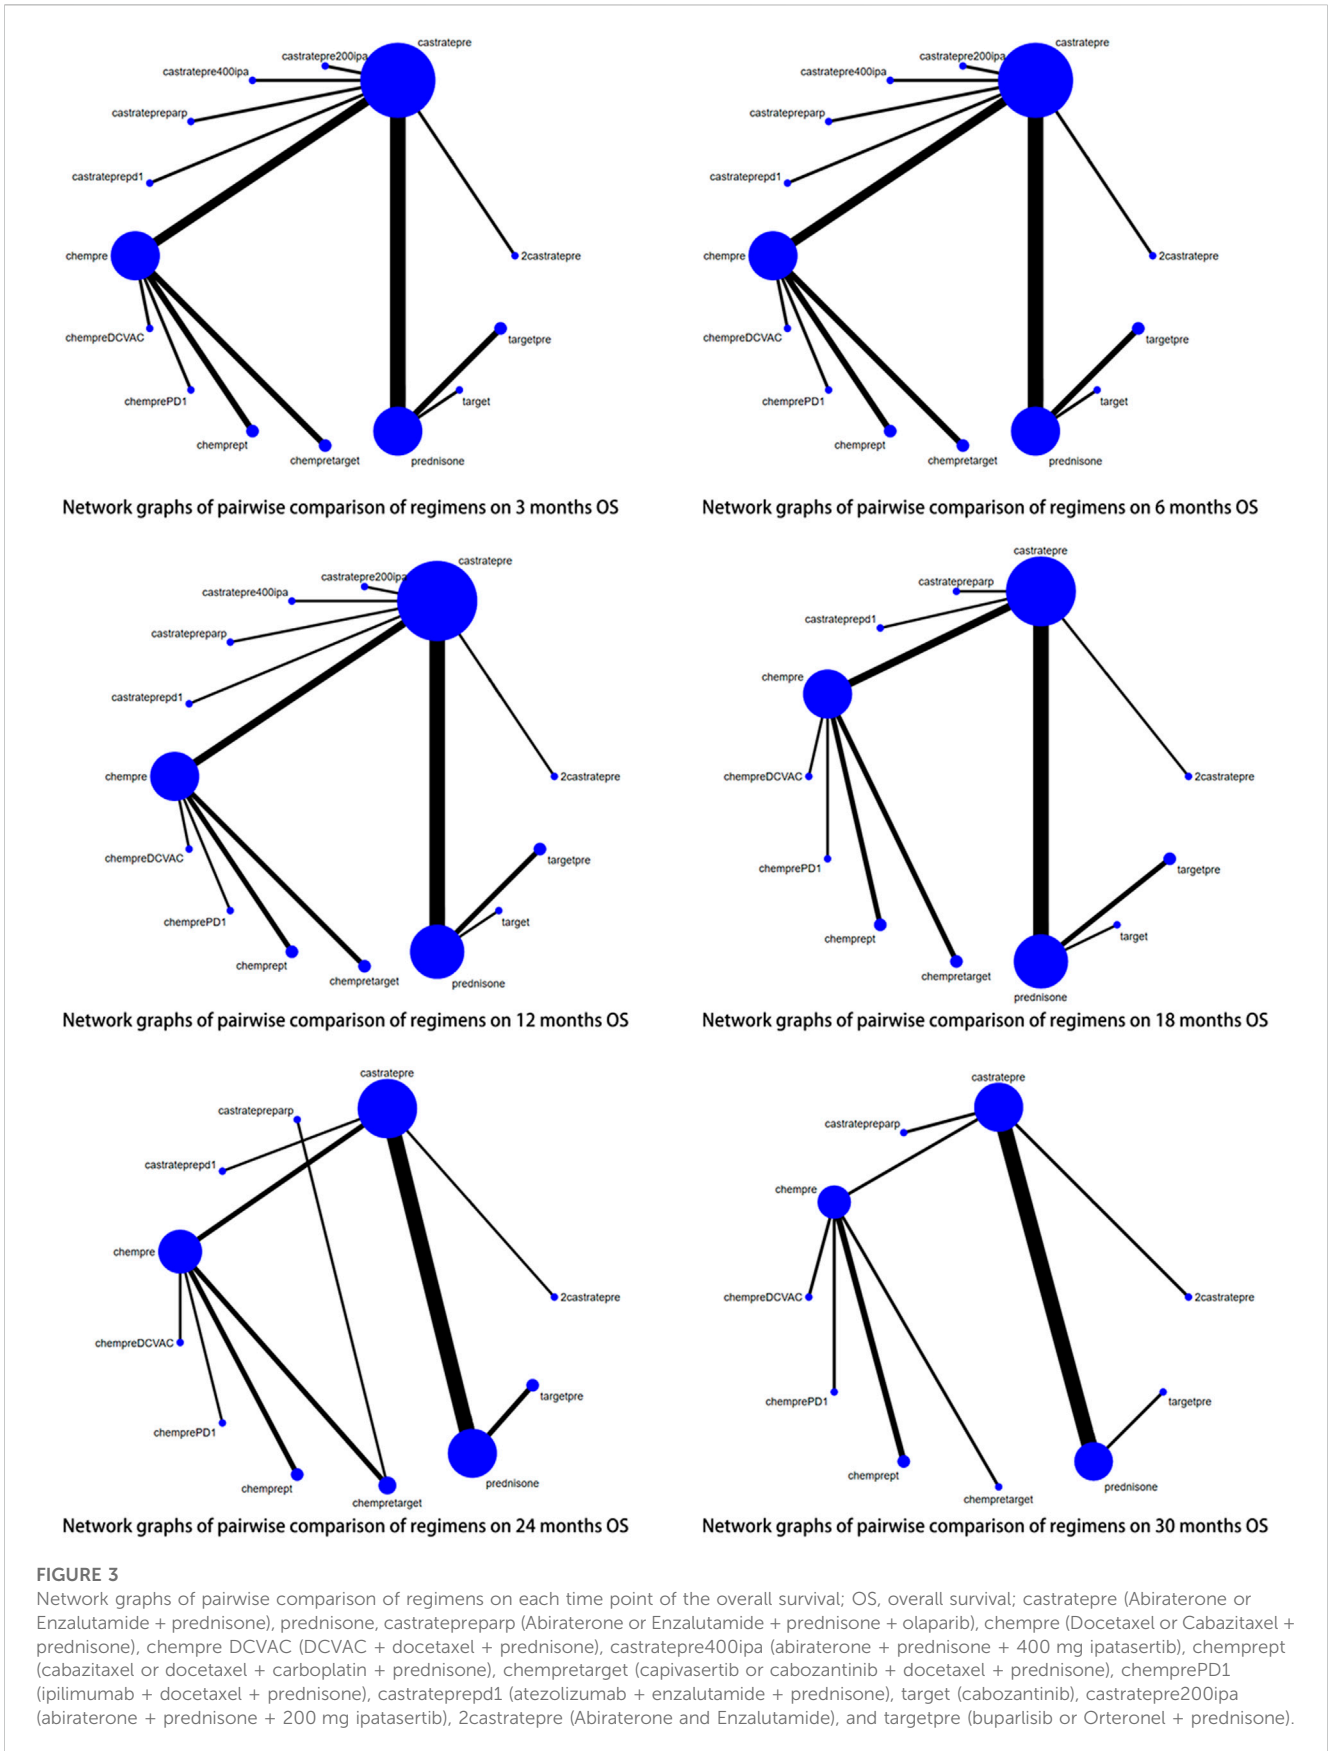 castratepre
castratepre200ipa
castratepre400ipa
castratepreparp
castrateprepd1
chempre
2castratepre
chempreDCVAC
targetpre
target
chemprePD1
chemprept
chempretarget
prednisone
Network graphs of pairwise comparison of regimens on 3 months OS
castratepre
castratepre200ipa
castratepre400ipa
castratepreparp
castrateprepd1
chempre
2castratepre
chempreDCVAC
targetpre
target
chemprePD1
chemprept
chempretarget
prednisone
Network graphs of pairwise comparison of regimens on 6 months OS
castratepre
castratepre200ipa
castratepre400ipa
castratepreparp
castrateprepd1
chempre
2castratepre
chempreDCVAC
targetpre
target
chemprePD1
chemprept
chempretarget
prednisone
Network graphs of pairwise comparison of regimens on 12 months OS
castratepre
castratepreparp
castrateprepd1
chempre
2castratepre
chempreDCVAC
chemprePD1
targetpre
target
chemprept
chempretarget
prednisone
Network graphs of pairwise comparison of regimens on 18 months OS
castratepre
castratepreparp
castrateprepd1
chempre
2castratepre
chempreDCVAC
targetpre
chemprePD1
chemprept
prednisone
chempretarget
Network graphs of pairwise comparison of regimens on 24 months OS
castratepre
castratepreparp
chempre
chempreDCVAC
2castratepre
chemprePD1
targetpre
chemprept
prednisone
chempretarget
Network graphs of pairwise comparison of regimens on 30 months OS
FIGURE 3
Network graphs of pairwise comparison of regimens on each time point of the overall survival; OS, overall survival; castratepre (Abiraterone or
Enzalutamide + prednisone), prednisone, castratepreparp (Abiraterone or Enzalutamide + prednisone + olaparib), chempre (Docetaxel or Cabazitaxel +
prednisone), chempre DCVAC (DCVAC + docetaxel + prednisone), castratepre400ipa (abiraterone + prednisone + 400 mg ipatasertib), chemprept
(cabazitaxel or docetaxel + carboplatin + prednisone), chempretarget (capivasertib or cabozantinib + docetaxel + prednisone), chemprePD1
(ipilimumab + docetaxel + prednisone), castrateprepd1 (atezolizumab + enzalutamide + prednisone), target (cabozantinib), castratepre200ipa
(abiraterone + prednisone + 200 mg ipatasertib), 2castratepre (Abiraterone and Enzalutamide), and targetpre (buparlisib or Orteronel + prednisone).